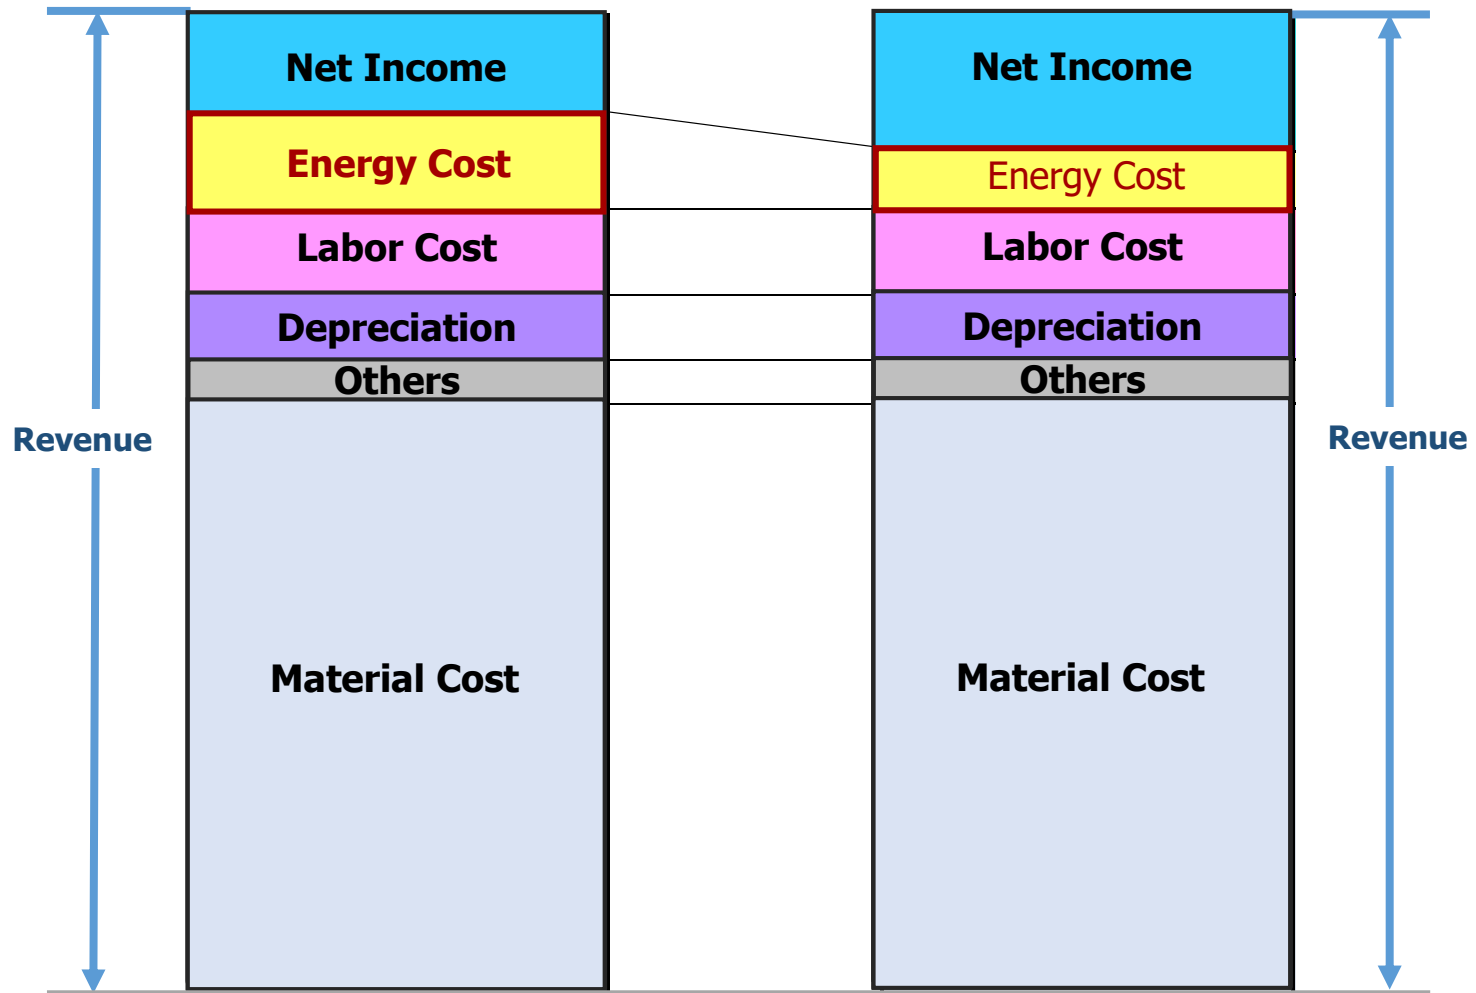 Net Income
Energy Cost
Labor Cost
Depreciation
Others
Revenue
Material Cost
Net Income
Energy Cost
Labor Cost
Depreciation
Others
Revenue
Material Cost